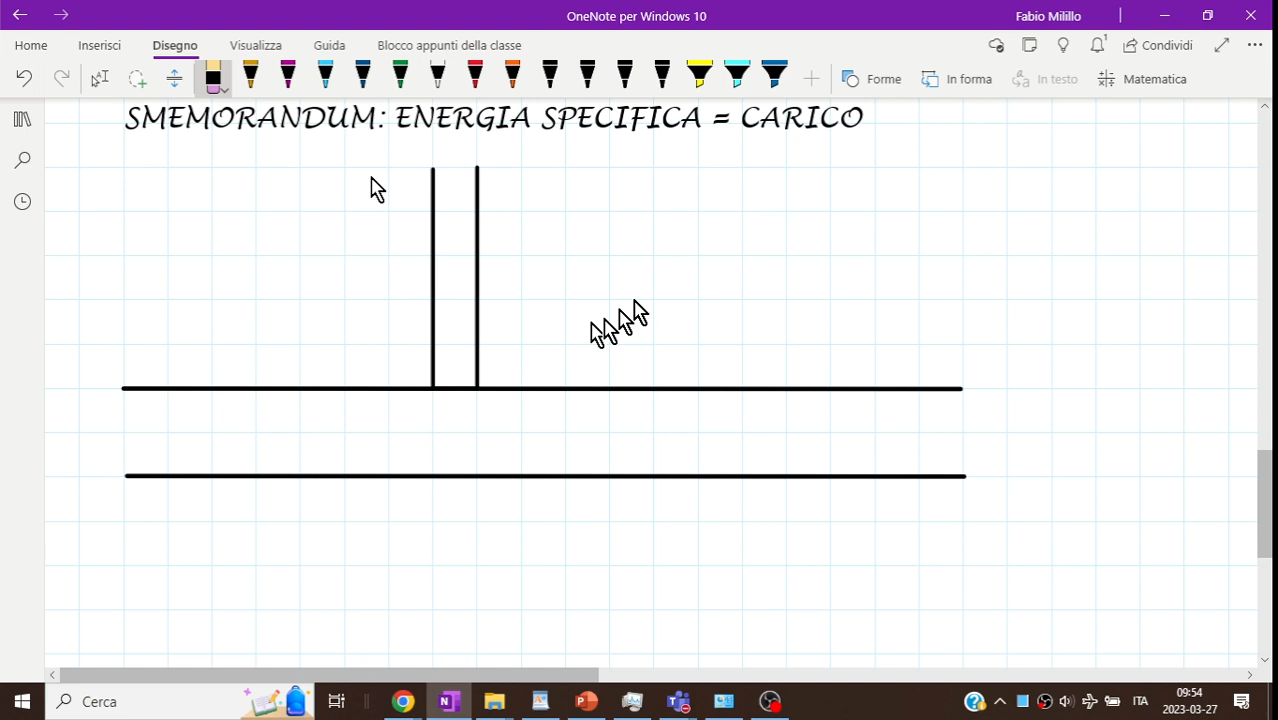 OneNote per Windows 10
Fabio Milillo
Home
Inserisci
Disegno
Visualizza
Guida
Blocco appunti della classe
Condividi
Forme
In forma
In testo
Matematica
SMEMORANDUM: ENERGIA SPECIFICA = CARICO
Cerca
ITA
09:54
2023-03-27